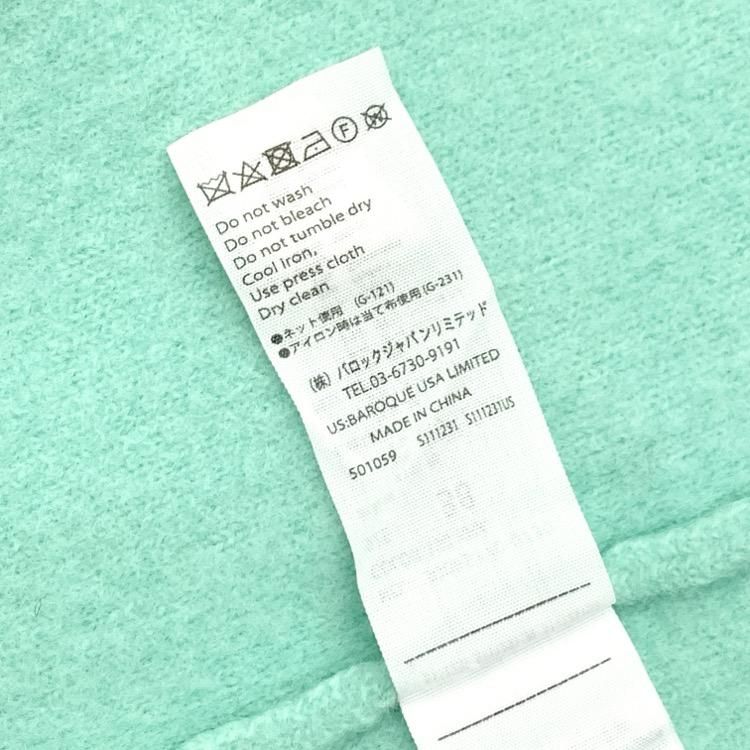 F W
Do not wash
Do not bleach
Do not tumble dry
Cool iron,
Use press cloth
Dry clean
●ネット使用 (G-121)
●アイロン時は当て布使用(G-231)
(株) バロックジャパンリミテッド
TEL.03-6730-9191
US:BAROQUE USA LIMITED
MADE IN CHINA
501059 S111231 S111231US